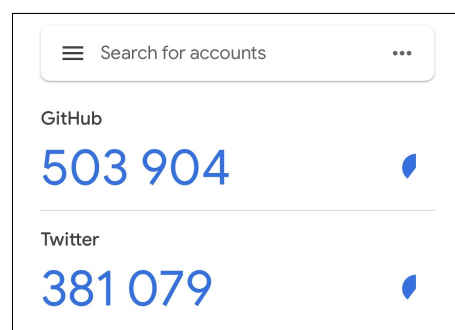 Search for accounts
GitHub
503 904
Twitter
381 079